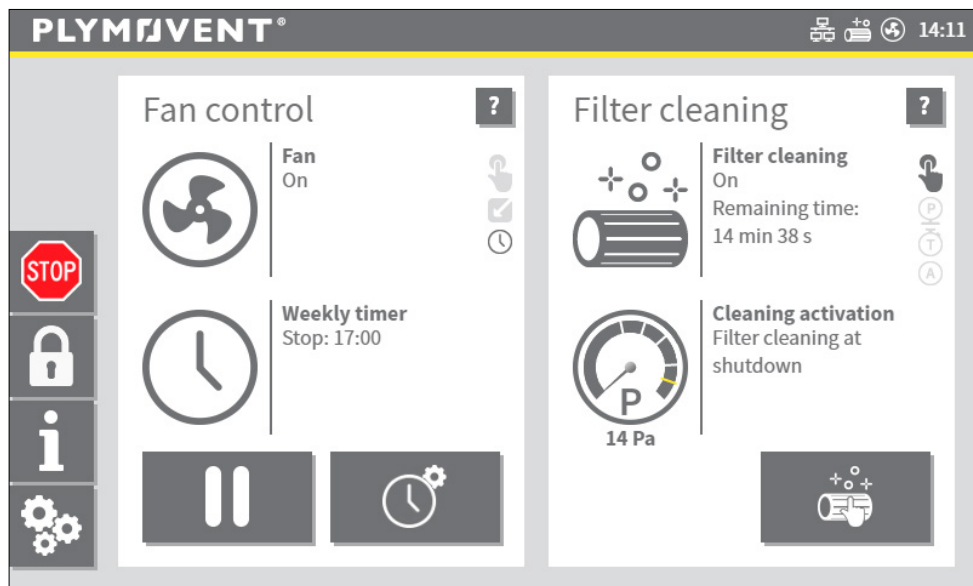 PLYMOVENT®
14:11
Fan control
?
Fan
On
Weekly timer
Stop: 17:00
Filter cleaning
?
Filter cleaning
On
Remaining time:
14 min 38 s
P
T
A
Cleaning activation
Filter cleaning at
shutdown
P
14 Pa
STOP
i